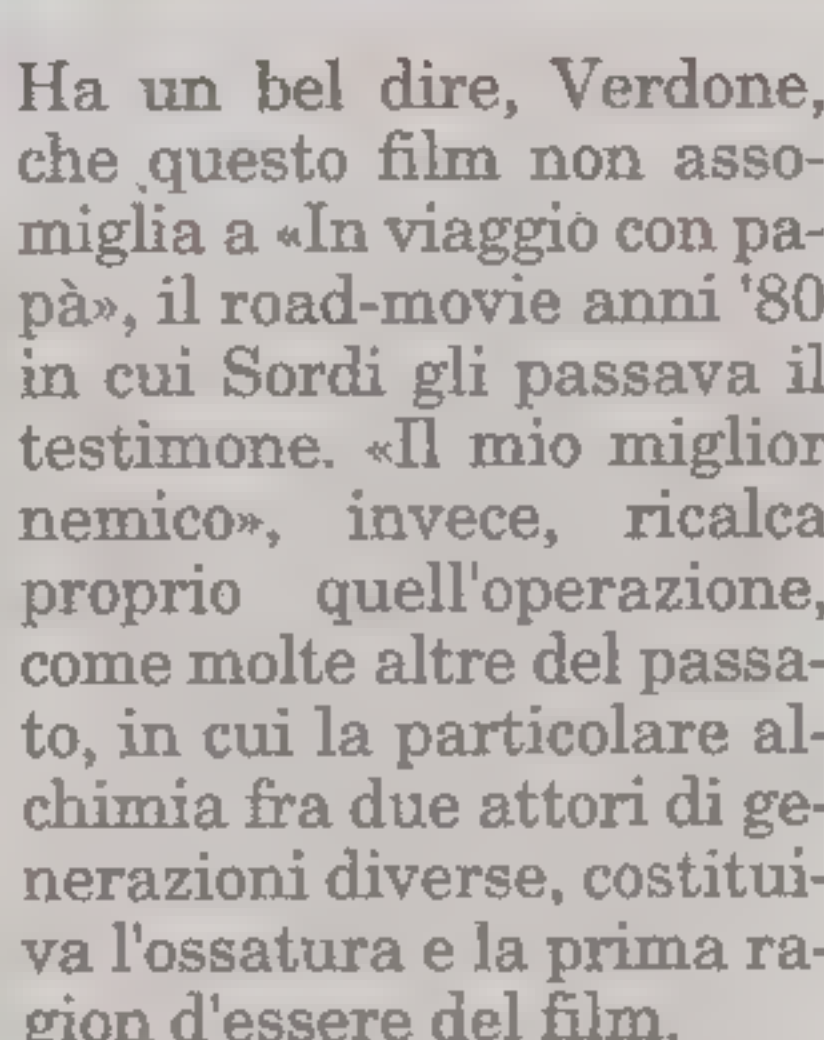 Ha un bel dire, Verdone,
che questo film non asso-
miglia a «In viaggio con pa-
pà», il road-movie anni '80
in cui Sordi gli passava il
testimone. «Il mio miglior
nemico», invece, ricalca
proprio quell'operazione,
come molte altre del passa-
to, in cui la particolare al-
chimia fra due attori di ge-
nerazioni diverse, costitui-
va l'ossatura e la prima ra-
gion d'essere del film.